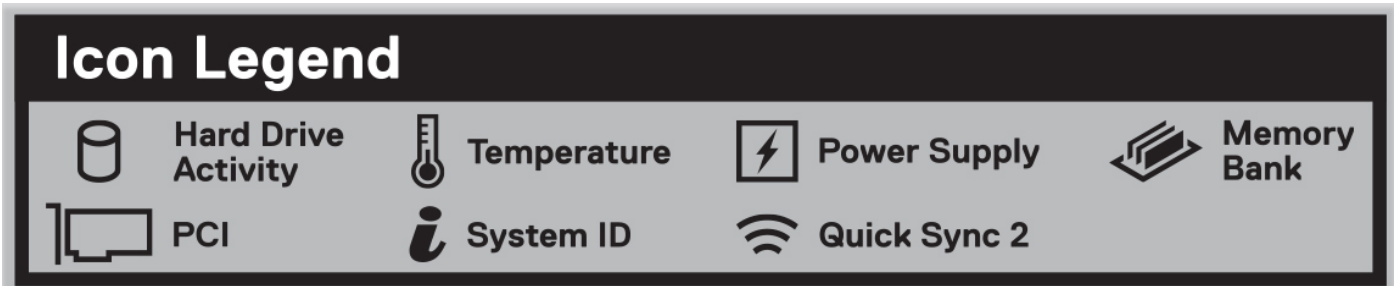 Icon Legend
Hard Drive
Activity
Temperature
Power Supply
Memory
Bank
PCI
System ID
Quick Sync 2